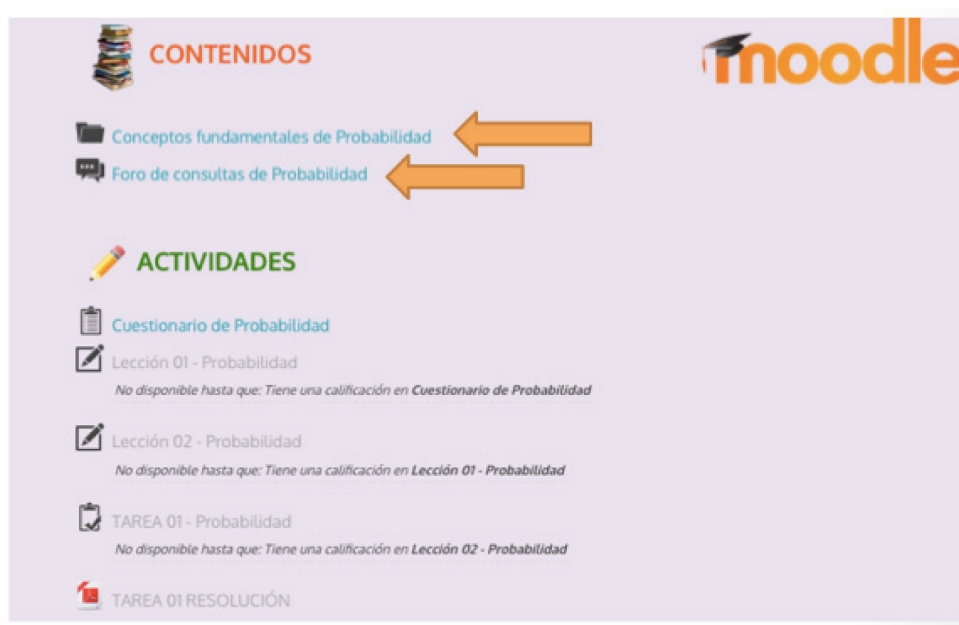 CONTENIDOS
moodle
Conceptos fundamentales de Probabilidad
Foro de consultas de Probabilidad
ACTIVIDADES
Cuestionario de Probabilidad
Lección 01 - Probabilidad
No disponible hasta que: Tiene una calificación en Cuestionario de Probabilidad
Lección 02 - Probabilidad
No disponible hasta que: Tiene una calificación en Lección 01 - Probabilidad
TAREA 01 - Probabilidad
No disponible hasta que: Tiene una calificación en Lección 02 - Probabilidad
TAREA 01 RESOLUCIÓN